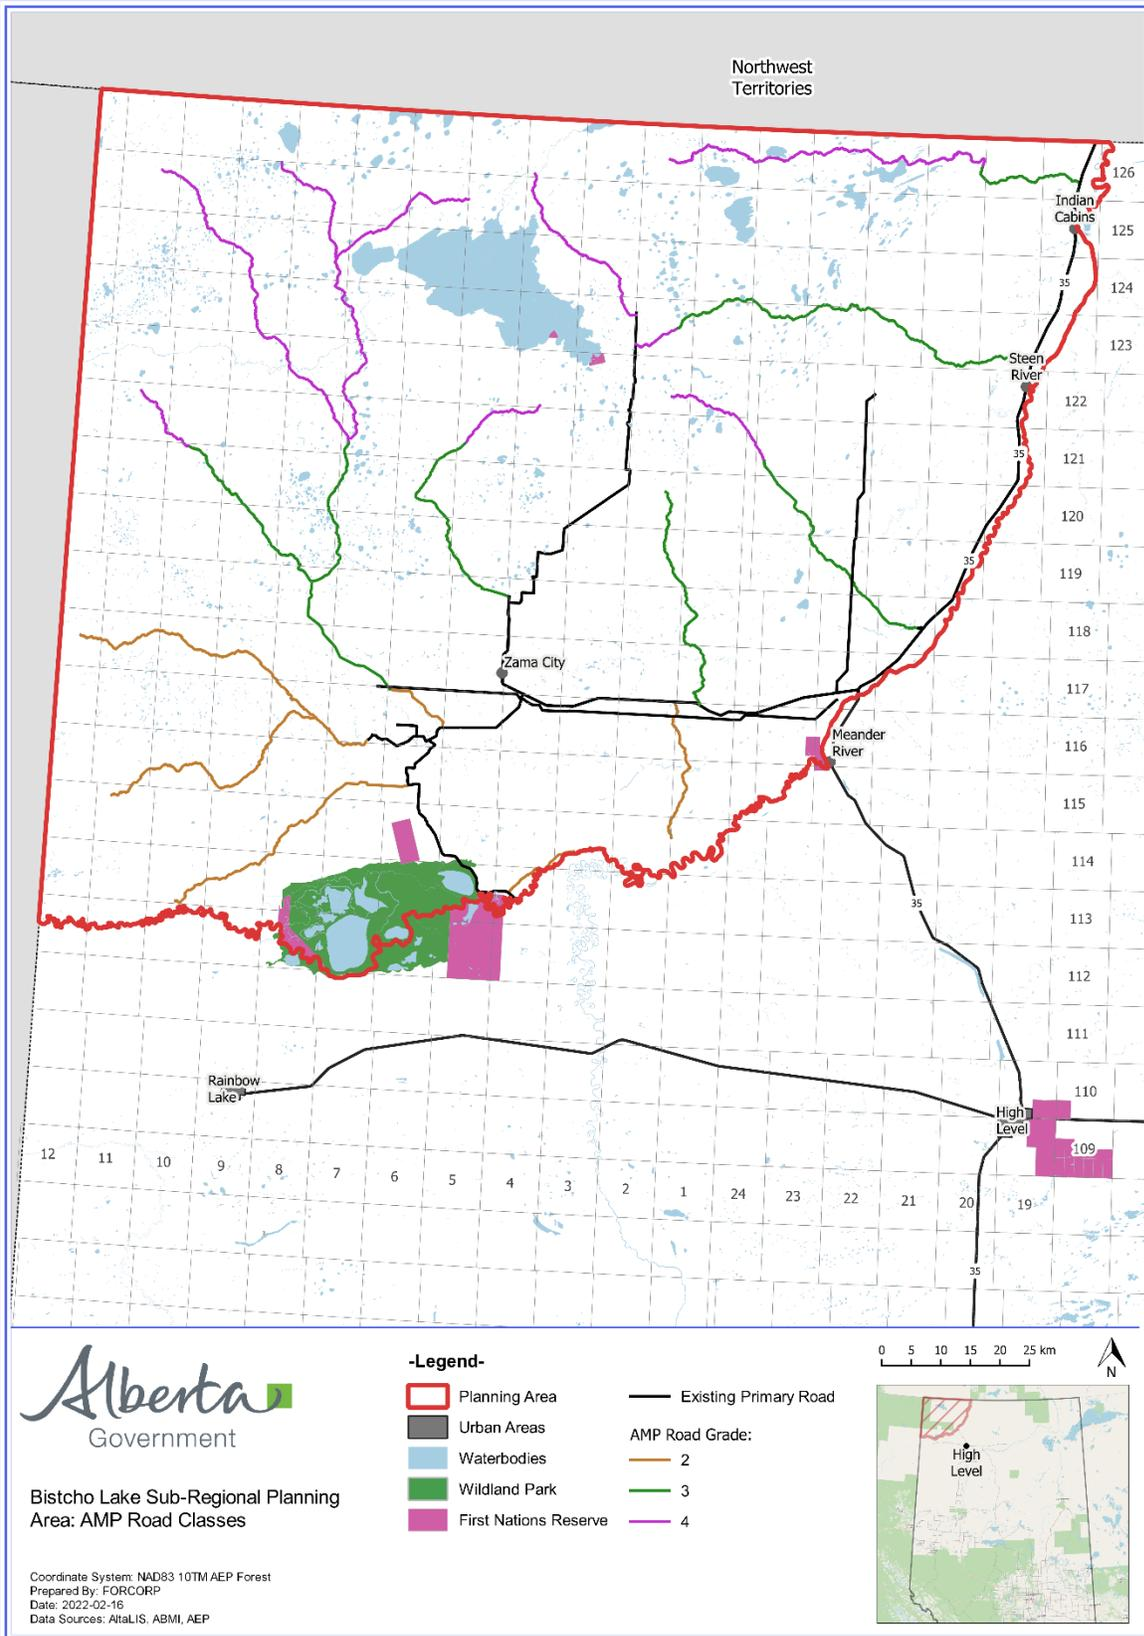 Northwest
Territories
126
Indian
Cabins
125
35
124
123
Steen
River
122
35
121
120
35
119
118
Zama City
117
Meander
River
116
115
114
35
113
112
111
Rainbow
Lake
110
High
Level
109
12
11
10
9
8
7
6
5
4
3
2
1
24
23
22
21
20
19
35
Alberta
Government
Bistcho Lake Sub-Regional Planning
Area: AMP Road Classes
Coordinate System: NAD83 10TM AEP Forest
Prepared By: FORCORP
Date: 2022-02-16
Data Sources: AltaLIS, ABMI, AEP
-Legend-
Planning Area
Urban Areas
Waterbodies
Wildland Park
First Nations Reserve
Existing Primary Road
AMP Road Grade:
2
3
4
0 5 10 15 20 25 km
N
High
Level